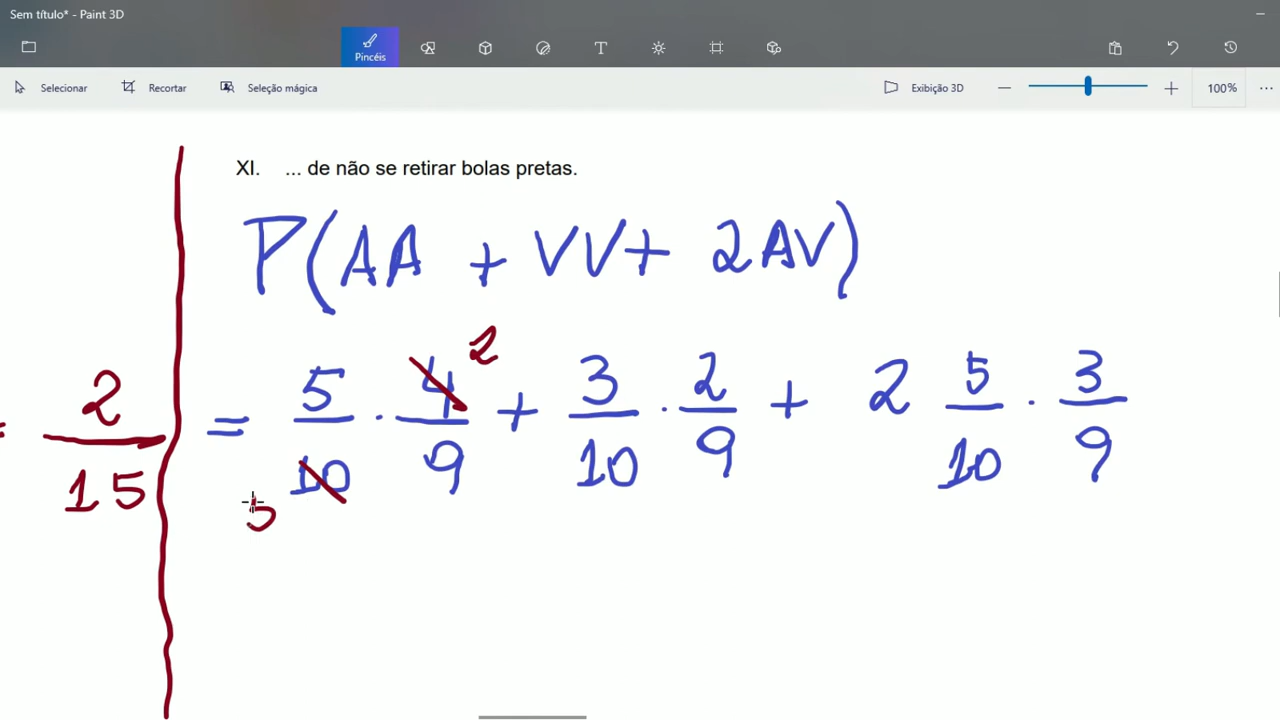 Sem título* - Paint 3D
Pincéis
Selecionar Recortar Seleção mágica Exibição 3D 100%
XI. ... de não se retirar bolas pretas.
P(AA + VV + 2AV)
= 5/10 · 4/9 2 + 3/10 · 2/9 + 2 5/10 · 3/9
5
= 2/15